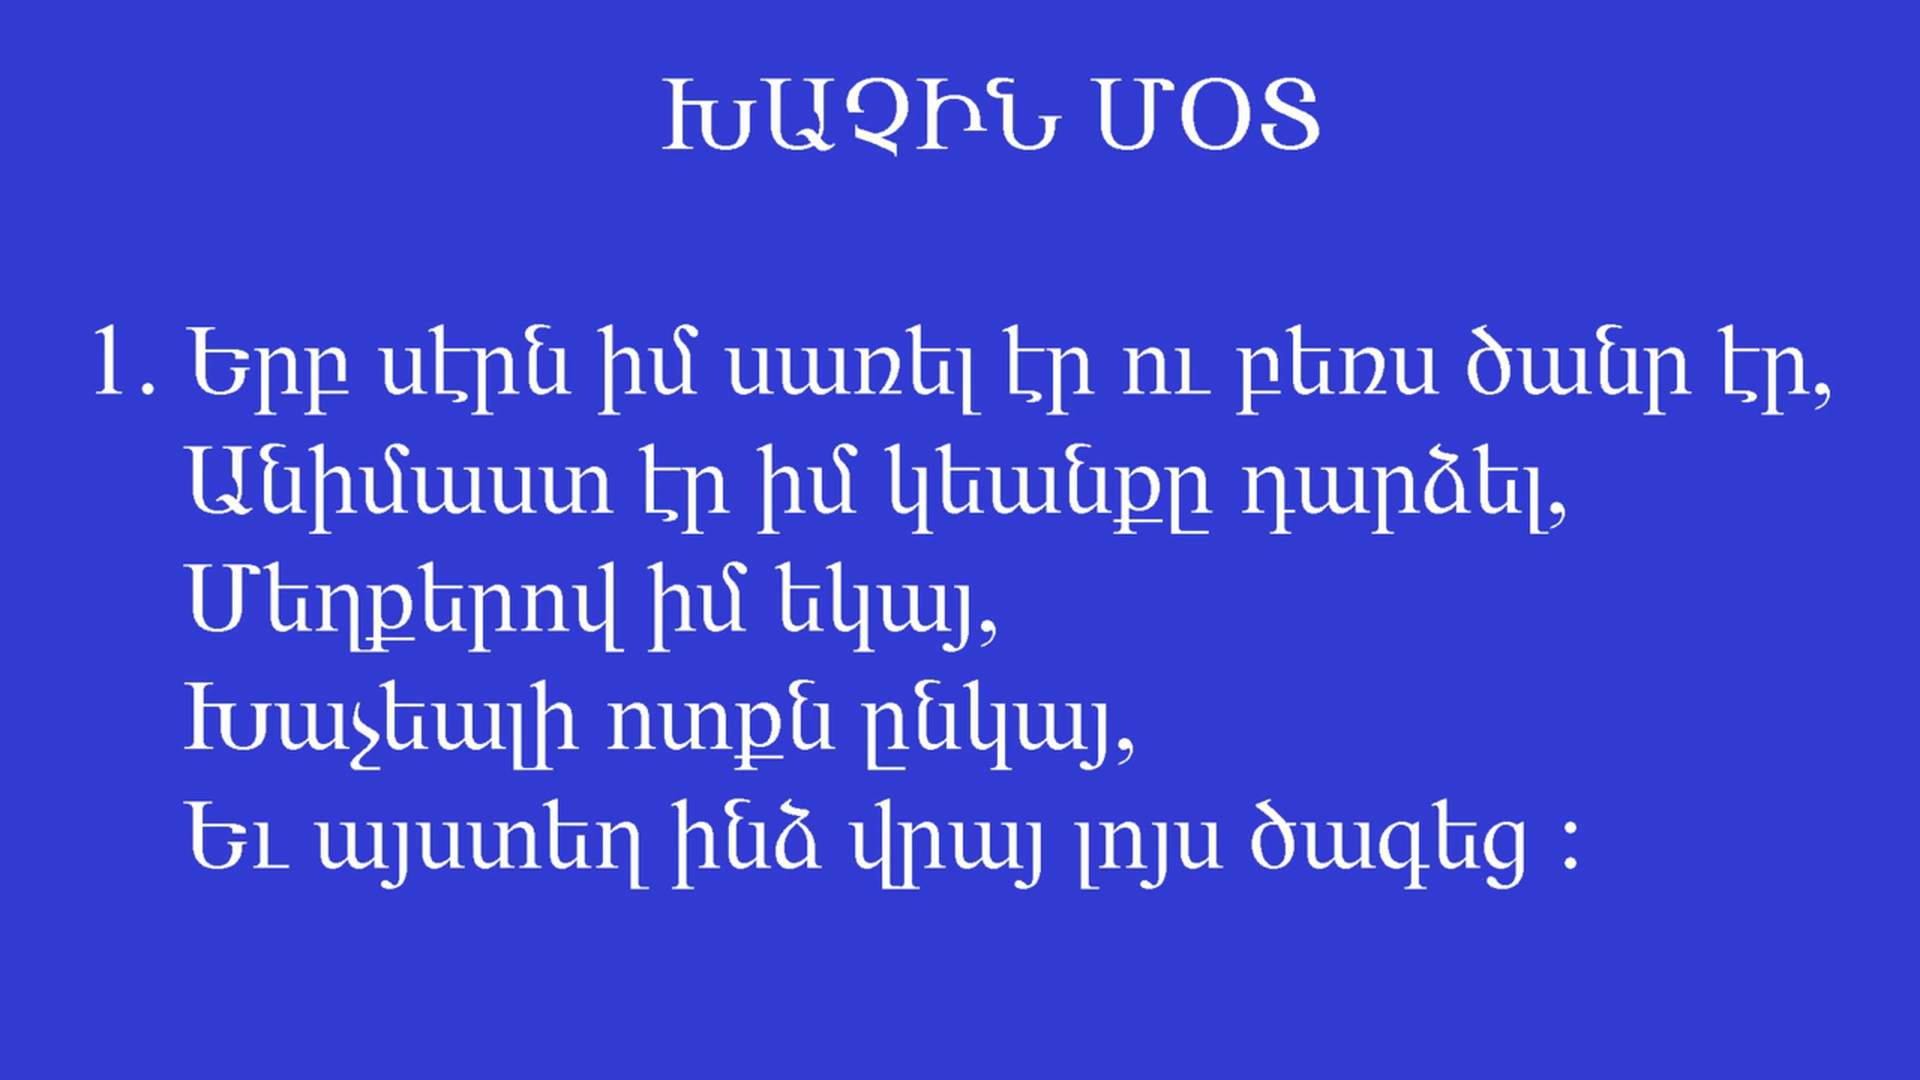 ԽԱՉԻՆ ՄՕՏ
1. Երբ սէրն իմ սառել էր ու բեռս ծանր էր,
Անիմաստ էր իմ կեանքը դարձել,
Մեղքերով իմ եկայ,
Խաչեալի ոտքն ընկայ,
Եւ այստեղ ինձ վրայ լոյս ծագեց :